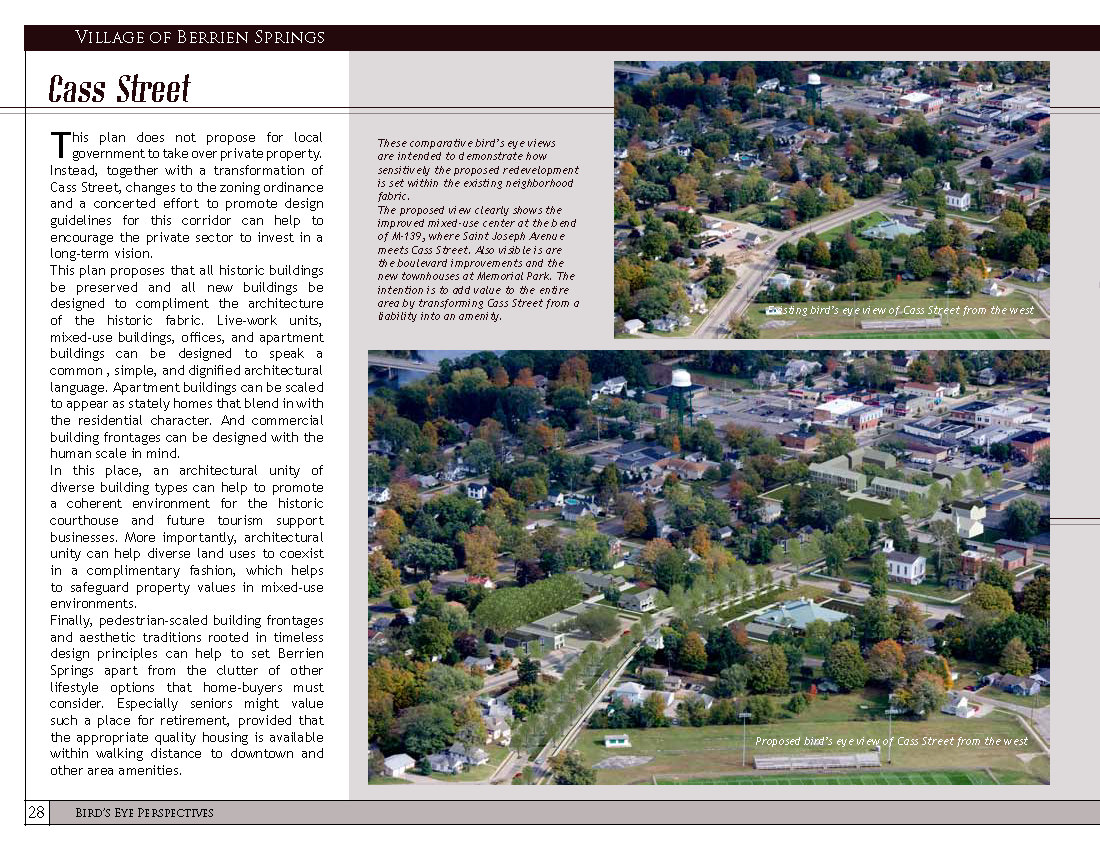 Village of Berrien Springs
Cass Street
This plan does not propose for local
government to take over private property.
Instead, together with a transformation of
Cass Street, changes to the zoning ordinance
and a concerted effort to promote design
guidelines for this corridor can help to
encourage the private sector to invest in a
long-term vision.
This plan proposes that all historic buildings
be preserved and all new buildings be
designed to compliment the architecture
of the historic fabric. Live-work units,
mixed-use buildings, offices, and apartment
buildings can be designed to speak a
common , simple, and dignified architectural
language. Apartment buildings can be scaled
to appear as stately homes that blend in with
the residential character. And commercial
building frontages can be designed with the
human scale in mind.
In this place, an architectural unity of
diverse building types can help to promote
a coherent environment for the historic
courthouse and future tourism support
businesses. More importantly, architectural
unity can help diverse land uses to coexist
in a complimentary fashion, which helps
to safeguard property values in mixed-use
environments.
Finally, pedestrian-scaled building frontages
and aesthetic traditions rooted in timeless
design principles can help to set Berrien
Springs apart from the clutter of other
lifestyle options that home-buyers must
consider. Especially seniors might value
such a place for retirement, provided that
the appropriate quality housing is available
within walking distance to downtown and
other area amenities.
These comparative bird's eye views
are intended to demonstrate how
sensitively the proposed redevelopment
is set within the existing neighborhood
fabric.
The proposed view clearly shows the
improved mixed-use center at the bend
of M-139, where Saint Joseph Avenue
meets Cass Street. Also visible is are
the boulevard improvements and the
new townhouses at Memorial Park. The
intention is to add value to the entire
area by transforming Cass Street from a
liability into an amenity.
Existing bird's eye view of Cass Street from the west
Proposed bird's eye view of Cass Street from the west
28
Bird's Eye Perspectives